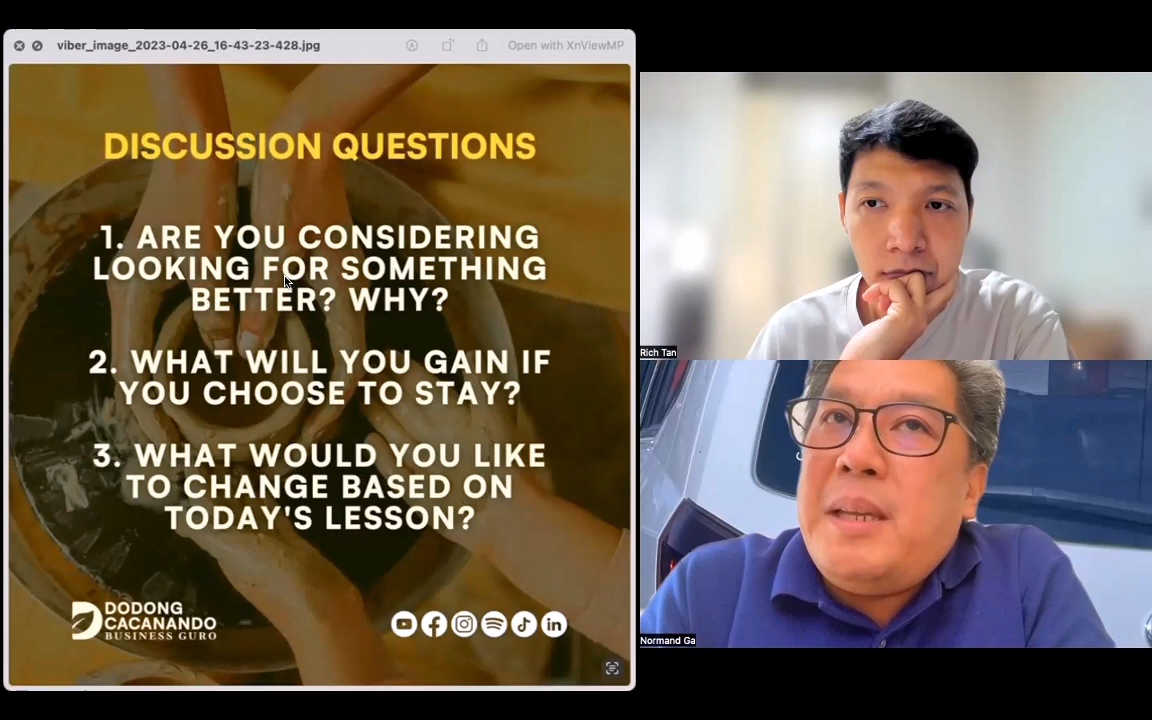 viber_image_2023-04-26_16-43-23-428.jpg
Open with XnViewMP
DISCUSSION QUESTIONS
1. ARE YOU CONSIDERING
LOOKING FOR SOMETHING
BETTER? WHY?
2. WHAT WILL YOU GAIN IF
YOU CHOOSE TO STAY?
3. WHAT WOULD YOU LIKE
TO CHANGE BASED ON
TODAY'S LESSON?
DODONG
CACANANDO
BUSINESS GURO
Rich Tan
Normand Ga